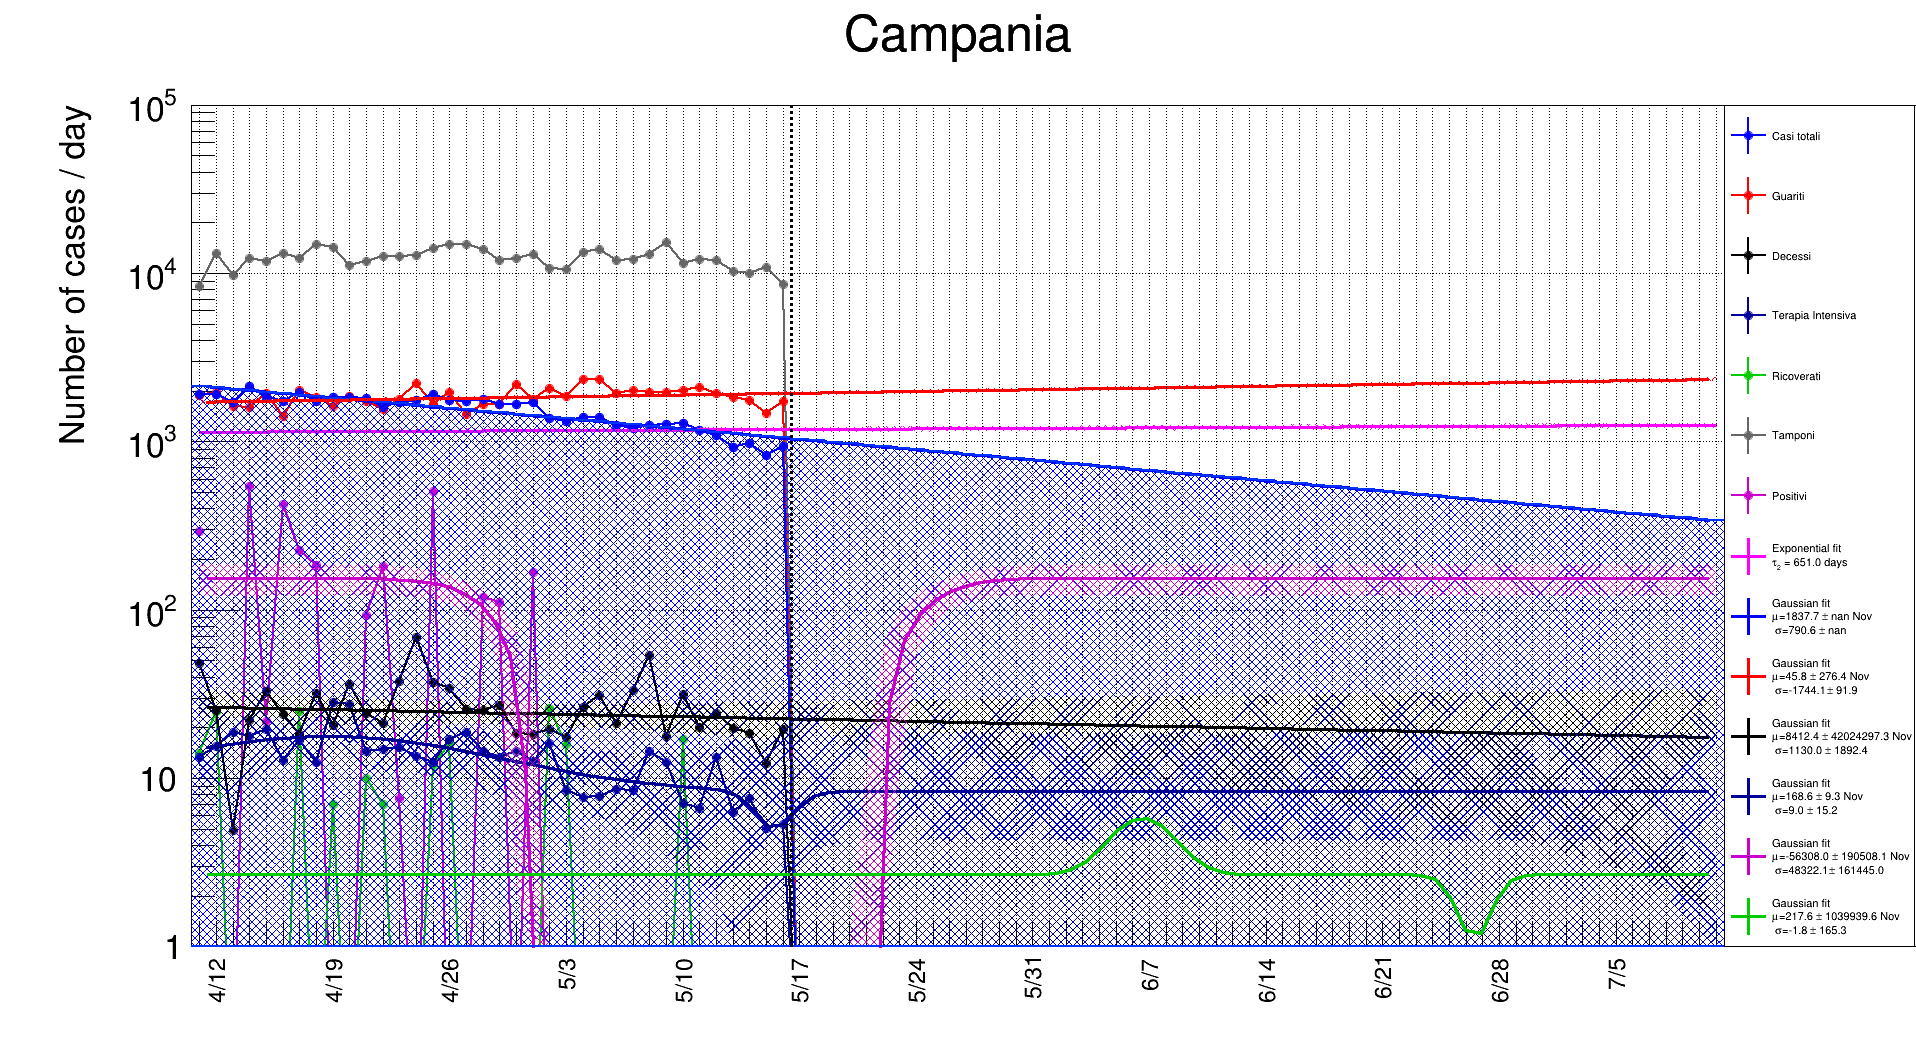 Campania
Number of cases / day
10^5
10^4
10^3
10^2
10
1
4/12
4/19
4/26
5/3
5/10
5/17
5/24
5/31
6/7
6/14
6/21
6/28
7/5
Casi totali
Guariti
Decessi
Terapia Intensiva
Ricoverati
Tamponi
Positivi
Exponential fit
τ₂ = 651.0 days
Gaussian fit
μ=1837.7 ± nan Nov
σ=790.6 ± nan
Gaussian fit
μ=45.8 ± 276.4 Nov
σ=-1744.1 ± 91.9
Gaussian fit
μ=8412.4 ± 42024297.3 Nov
σ=1130.0 ± 1892.4
Gaussian fit
μ=168.6 ± 9.3 Nov
σ=9.0 ± 15.2
Gaussian fit
μ=-56308.0 ± 190508.1 Nov
σ=48322.1 ± 161445.0
Gaussian fit
μ=217.6 ± 1039939.6 Nov
σ=-1.8 ± 165.3